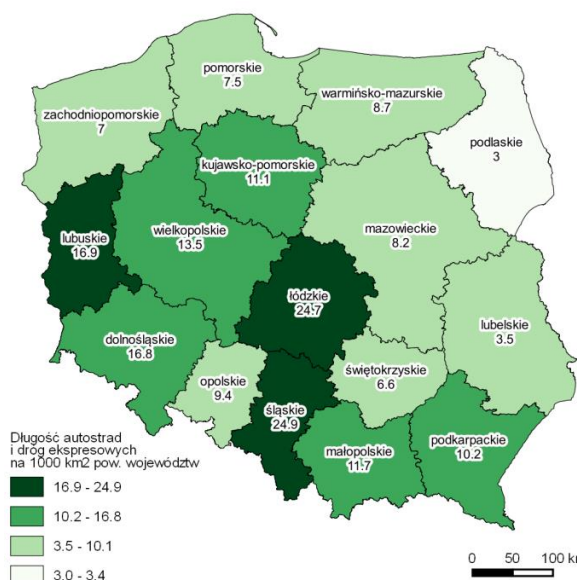 pomorskie
7.5
warmińsko-mazurskie
8.7
zachodniopomorskie
7
podlaskie
3
kujawsko-pomorskie
11.1
mazowieckie
8.2
lubuskie
16.9
wielkopolskie
13.5
łódzkie
24.7
lubelskie
3.5
dolnośląskie
16.8
świętokrzyskie
6.6
opolskie
9.4
śląskie
24.9
małopolskie
11.7
podkarpackie
10.2
Długość autostrad
i dróg ekspresowych
na 1000 km2 pow. województw
16.9 - 24.9
10.2 - 16.8
3.5 - 10.1
3.0 - 3.4
0 50 100 km